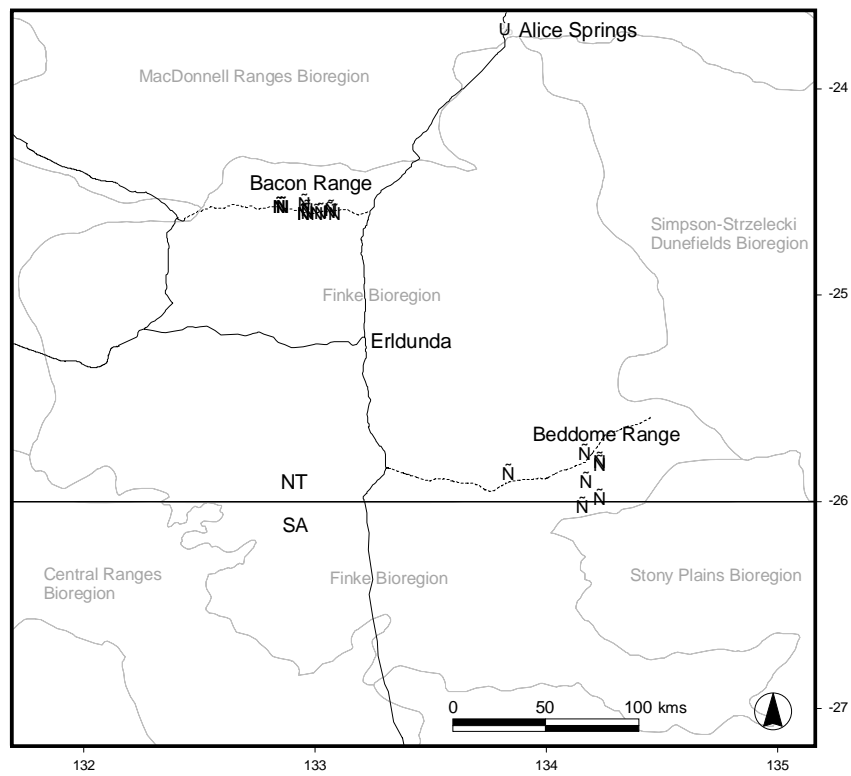 U Alice Springs
MacDonnell Ranges Bioregion
-24
Bacon Range
Ñ Ñ Ñ Ñ Ñ Ñ
Simpson-Strzelecki
Dunefields Bioregion
-25
Finke Bioregion
Erldunda
Beddome Range
Ñ Ñ Ñ
Ñ
NT
Ñ Ñ
-26
SA
Central Ranges
Bioregion
Finke Bioregion
Stony Plains Bioregion
0 50 100 kms
-27
132 133 134 135